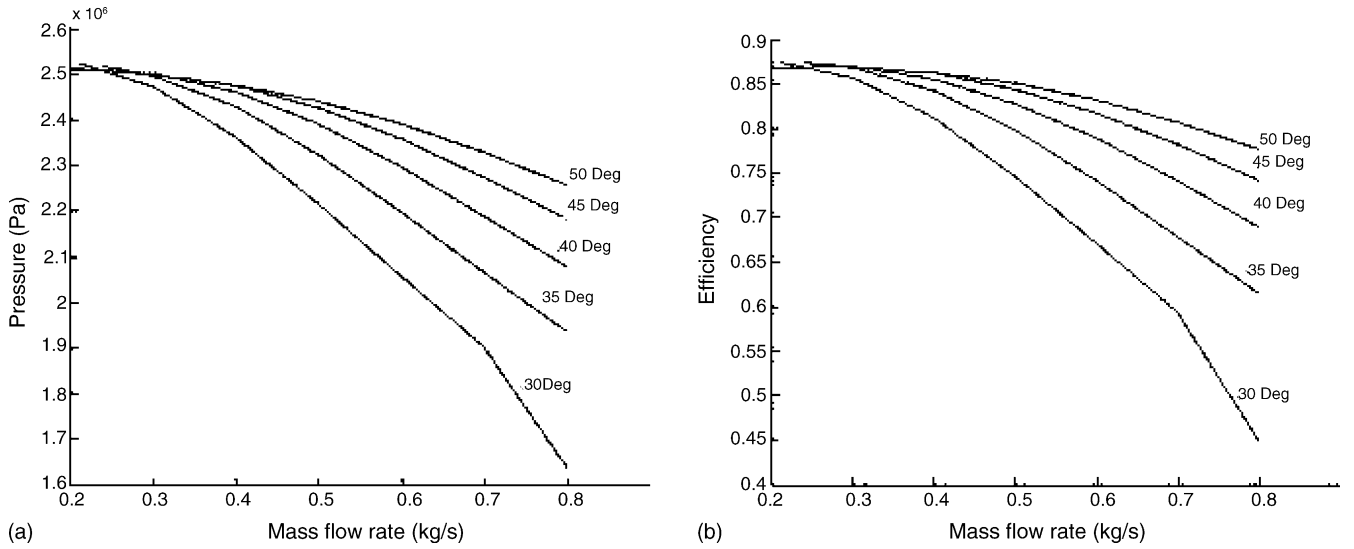 x 10⁶
2.6
2.5
2.4
2.3
2.2
2.1
2
1.9
1.8
1.7
1.6
0.2
0.3
0.4
0.5
0.6
0.7
0.8
Pressure (Pa)
Mass flow rate (kg/s)
50 Deg
45 Deg
40 Deg
35 Deg
30Deg
(a)
0.9
0.85
0.8
0.75
0.7
0.65
0.6
0.55
0.5
0.45
0.4
0.2
0.3
0.4
0.5
0.6
0.7
0.8
Efficiency
Mass flow rate (kg/s)
50 Deg
45 Deg
40 Deg
35 Deg
30 Deg
(b)